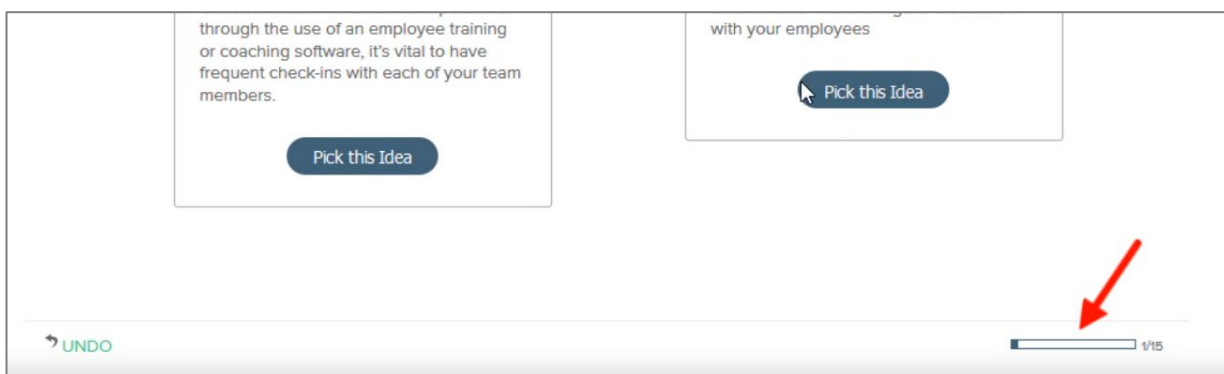 through the use of an employee training
or coaching software, it's vital to have
frequent check-ins with each of your team
members.
Pick this Idea
with your employees
Pick this Idea
UNDO
1/15